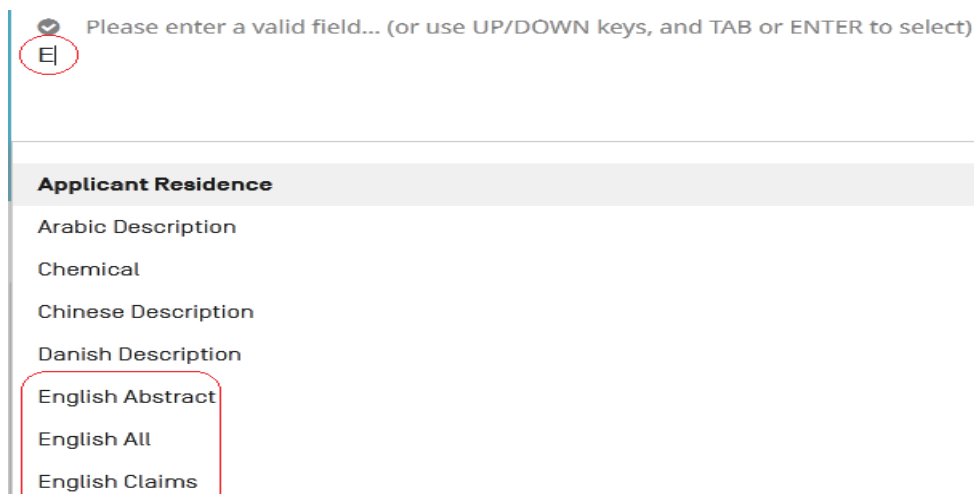 Please enter a valid field... (or use UP/DOWN keys, and TAB or ENTER to select)
E
Applicant Residence
Arabic Description
Chemical
Chinese Description
Danish Description
English Abstract
English All
English Claims